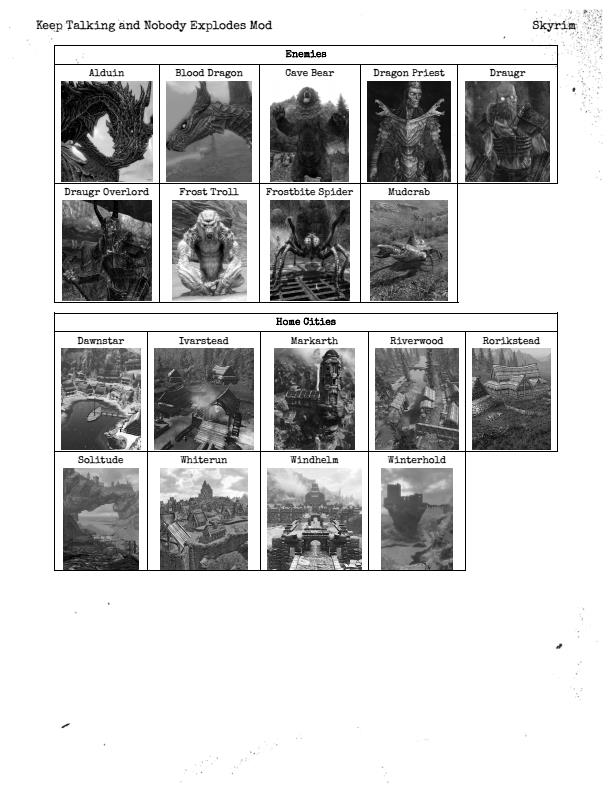 Keep Talking and Nobody Explodes Mod Skyrim
Enemies
Alduin Blood Dragon Cave Bear Dragon Priest Draugr
Draugr Overlord Frost Troll Frostbite Spider Mudcrab
Home Cities
Dawnstar Ivarstead Markarth Riverwood Rorikstead
Solitude Whiterun Windhelm Winterhold